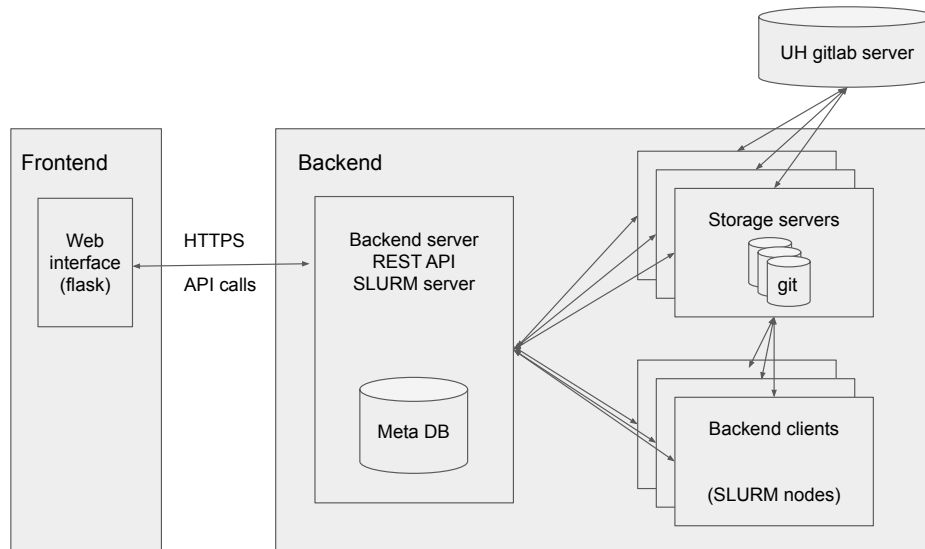 UH gitlab server
Frontend
Backend
Web
interface
(flask)
HTTPS
API calls
Backend server
REST API
SLURM server
Meta DB
Storage servers
git
Backend clients
(SLURM nodes)